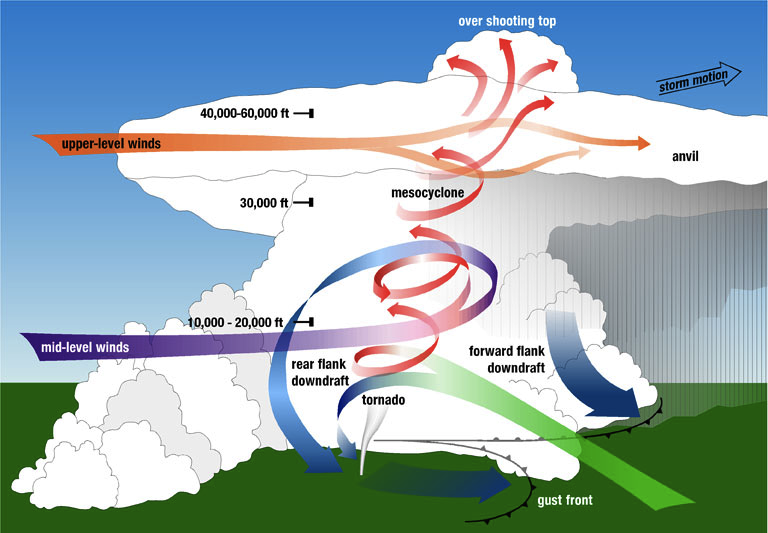 over shooting top
storm motion
40,000-60,000 ft
upper-level winds
anvil
mesocyclone
30,000 ft
10,000 - 20,000 ft
mid-level winds
rear flank
downdraft
forward flank
downdraft
tornado
gust front